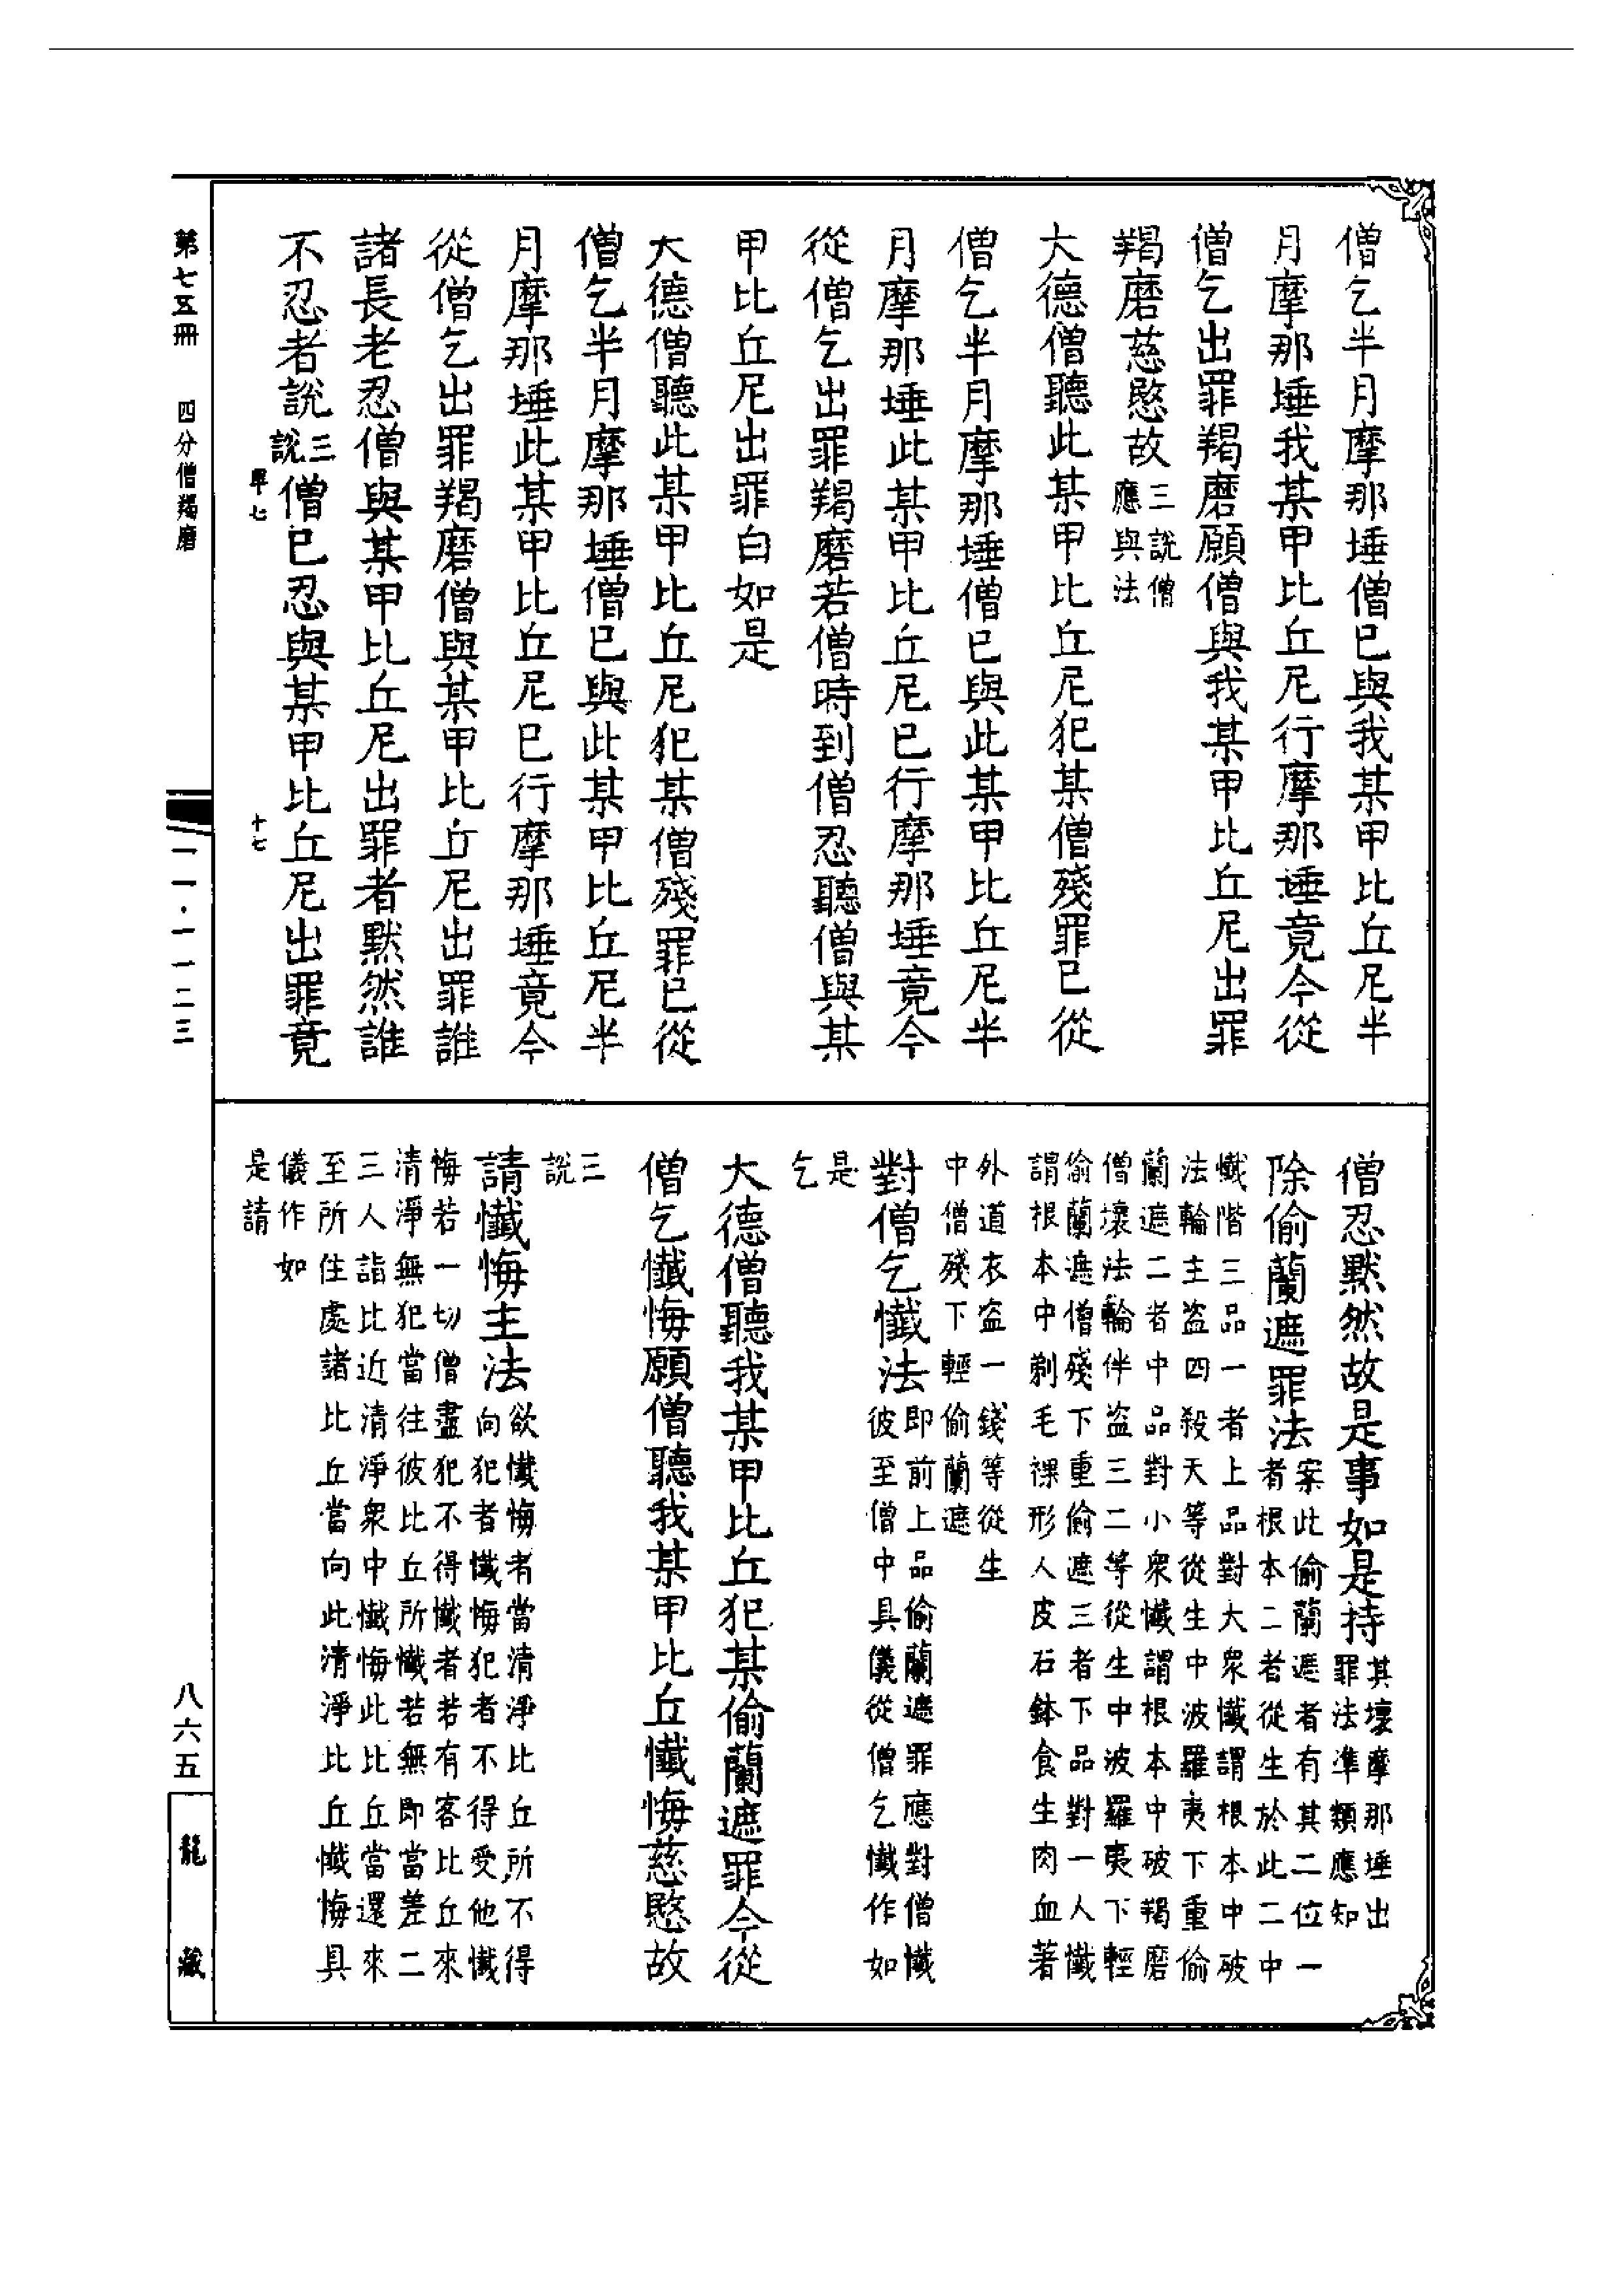 僧乞半月摩那埵僧已與我某甲比丘尼半
月摩那埵我某甲比丘尼行摩那埵竟今從
僧乞出罪羯磨願僧與我某甲比丘尼出罪
羯磨慈愍故三說僧
應與法
大德僧聽此某甲比丘尼犯某僧殘罪已從
僧乞半月摩那埵僧已與此某甲比丘尼半
月摩那埵此某甲比丘尼已行摩那埵竟今
從僧乞出罪羯磨若僧時到僧忍聽僧與某
甲比丘尼出罪白如是
大德僧聽此某甲比丘尼犯某僧殘罪已從
僧乞半月摩那埵僧已與此某甲比丘尼半
月摩那埵此某甲比丘尼已行摩那埵竟今
從僧乞出罪羯磨僧與某甲比丘尼出罪誰
諸長老忍僧與某甲比丘尼出罪者默然誰
不忍者說三
說僧已忍與某甲比丘尼出罪竟
僧忍默然故是事如是持其壞摩那埵出
罪法準類應知
除偷蘭遮罪法案此偷蘭遮者有其二位一
者根本二者從生於此二中
懺階三品一者上品對大眾懺謂根本中破
法輪主盜四殺天等從生中波羅夷下重偷
蘭遮二者中品對小眾懺謂根本中破羯磨
僧壞法輪伴盜三二等從生中波羅夷下輕
偷蘭遮僧殘下重偷遮三者下品對一人懺
謂根本中剃毛裸形人皮石鉢食生肉血著
外道衣盜一錢等從生
中僧殘下輕偷蘭遮
對僧乞懺法即前上品偷蘭遮罪應對僧懺
彼至僧中具儀從僧乞懺作如
是
乞
大德僧聽我某甲比丘犯某偷蘭遮罪今從
僧乞懺悔願僧聽我某甲比丘懺悔慈愍故
三
說
請懺悔主法欲懺悔者當清淨比丘所不得
向犯者懺悔犯者不得受他懺
悔若一切僧盡犯不得懺者若有客比丘來
清淨無犯當往彼比丘所懺若無即當差二
三人詣比近清淨眾中懺悔此比丘當還來
至所住處諸比丘當向此清淨比丘懺悔具
儀作如
是請
第七五冊 四分僧羯磨
畢七
十七
一一·一一二三
八六五
龍藏